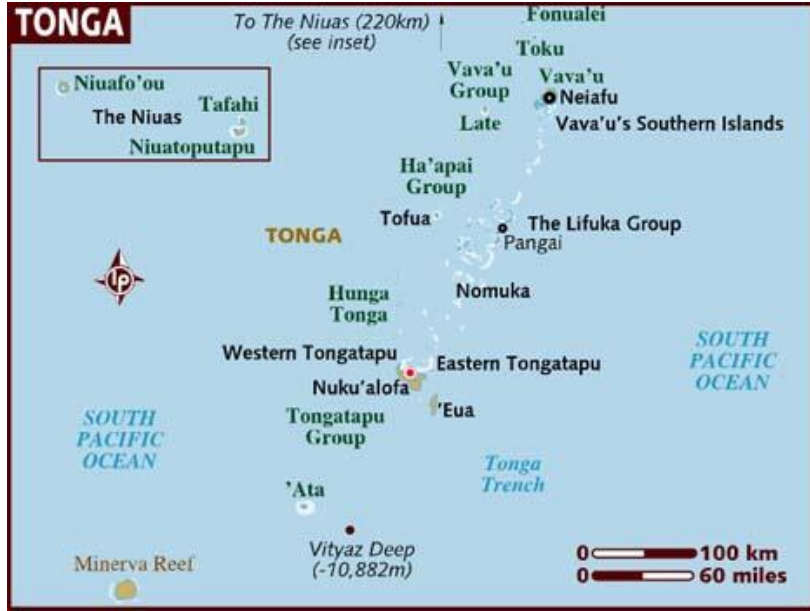 TONGA
To The Niuas (220km)
(see inset)
Fonualei
Toku
Vava'u
Group
Vava'u
Neiafu
Late
Vava'u's Southern Islands
Niuafo'ou
The Niuas
Tafahi
Niuatoputapu
Ha'apai
Group
Tofua
The Lifuka Group
Pangai
TONGA
lp
Nomuka
Hunga
Tonga
Western Tongatapu
Eastern Tongatapu
Nuku'alofa
'Eua
Tongatapu
Group
SOUTH
PACIFIC
OCEAN
SOUTH
PACIFIC
OCEAN
Tonga
Trench
'Ata
Vityaz Deep
(-10,882m)
Minerva Reef
0 100 km
0 60 miles